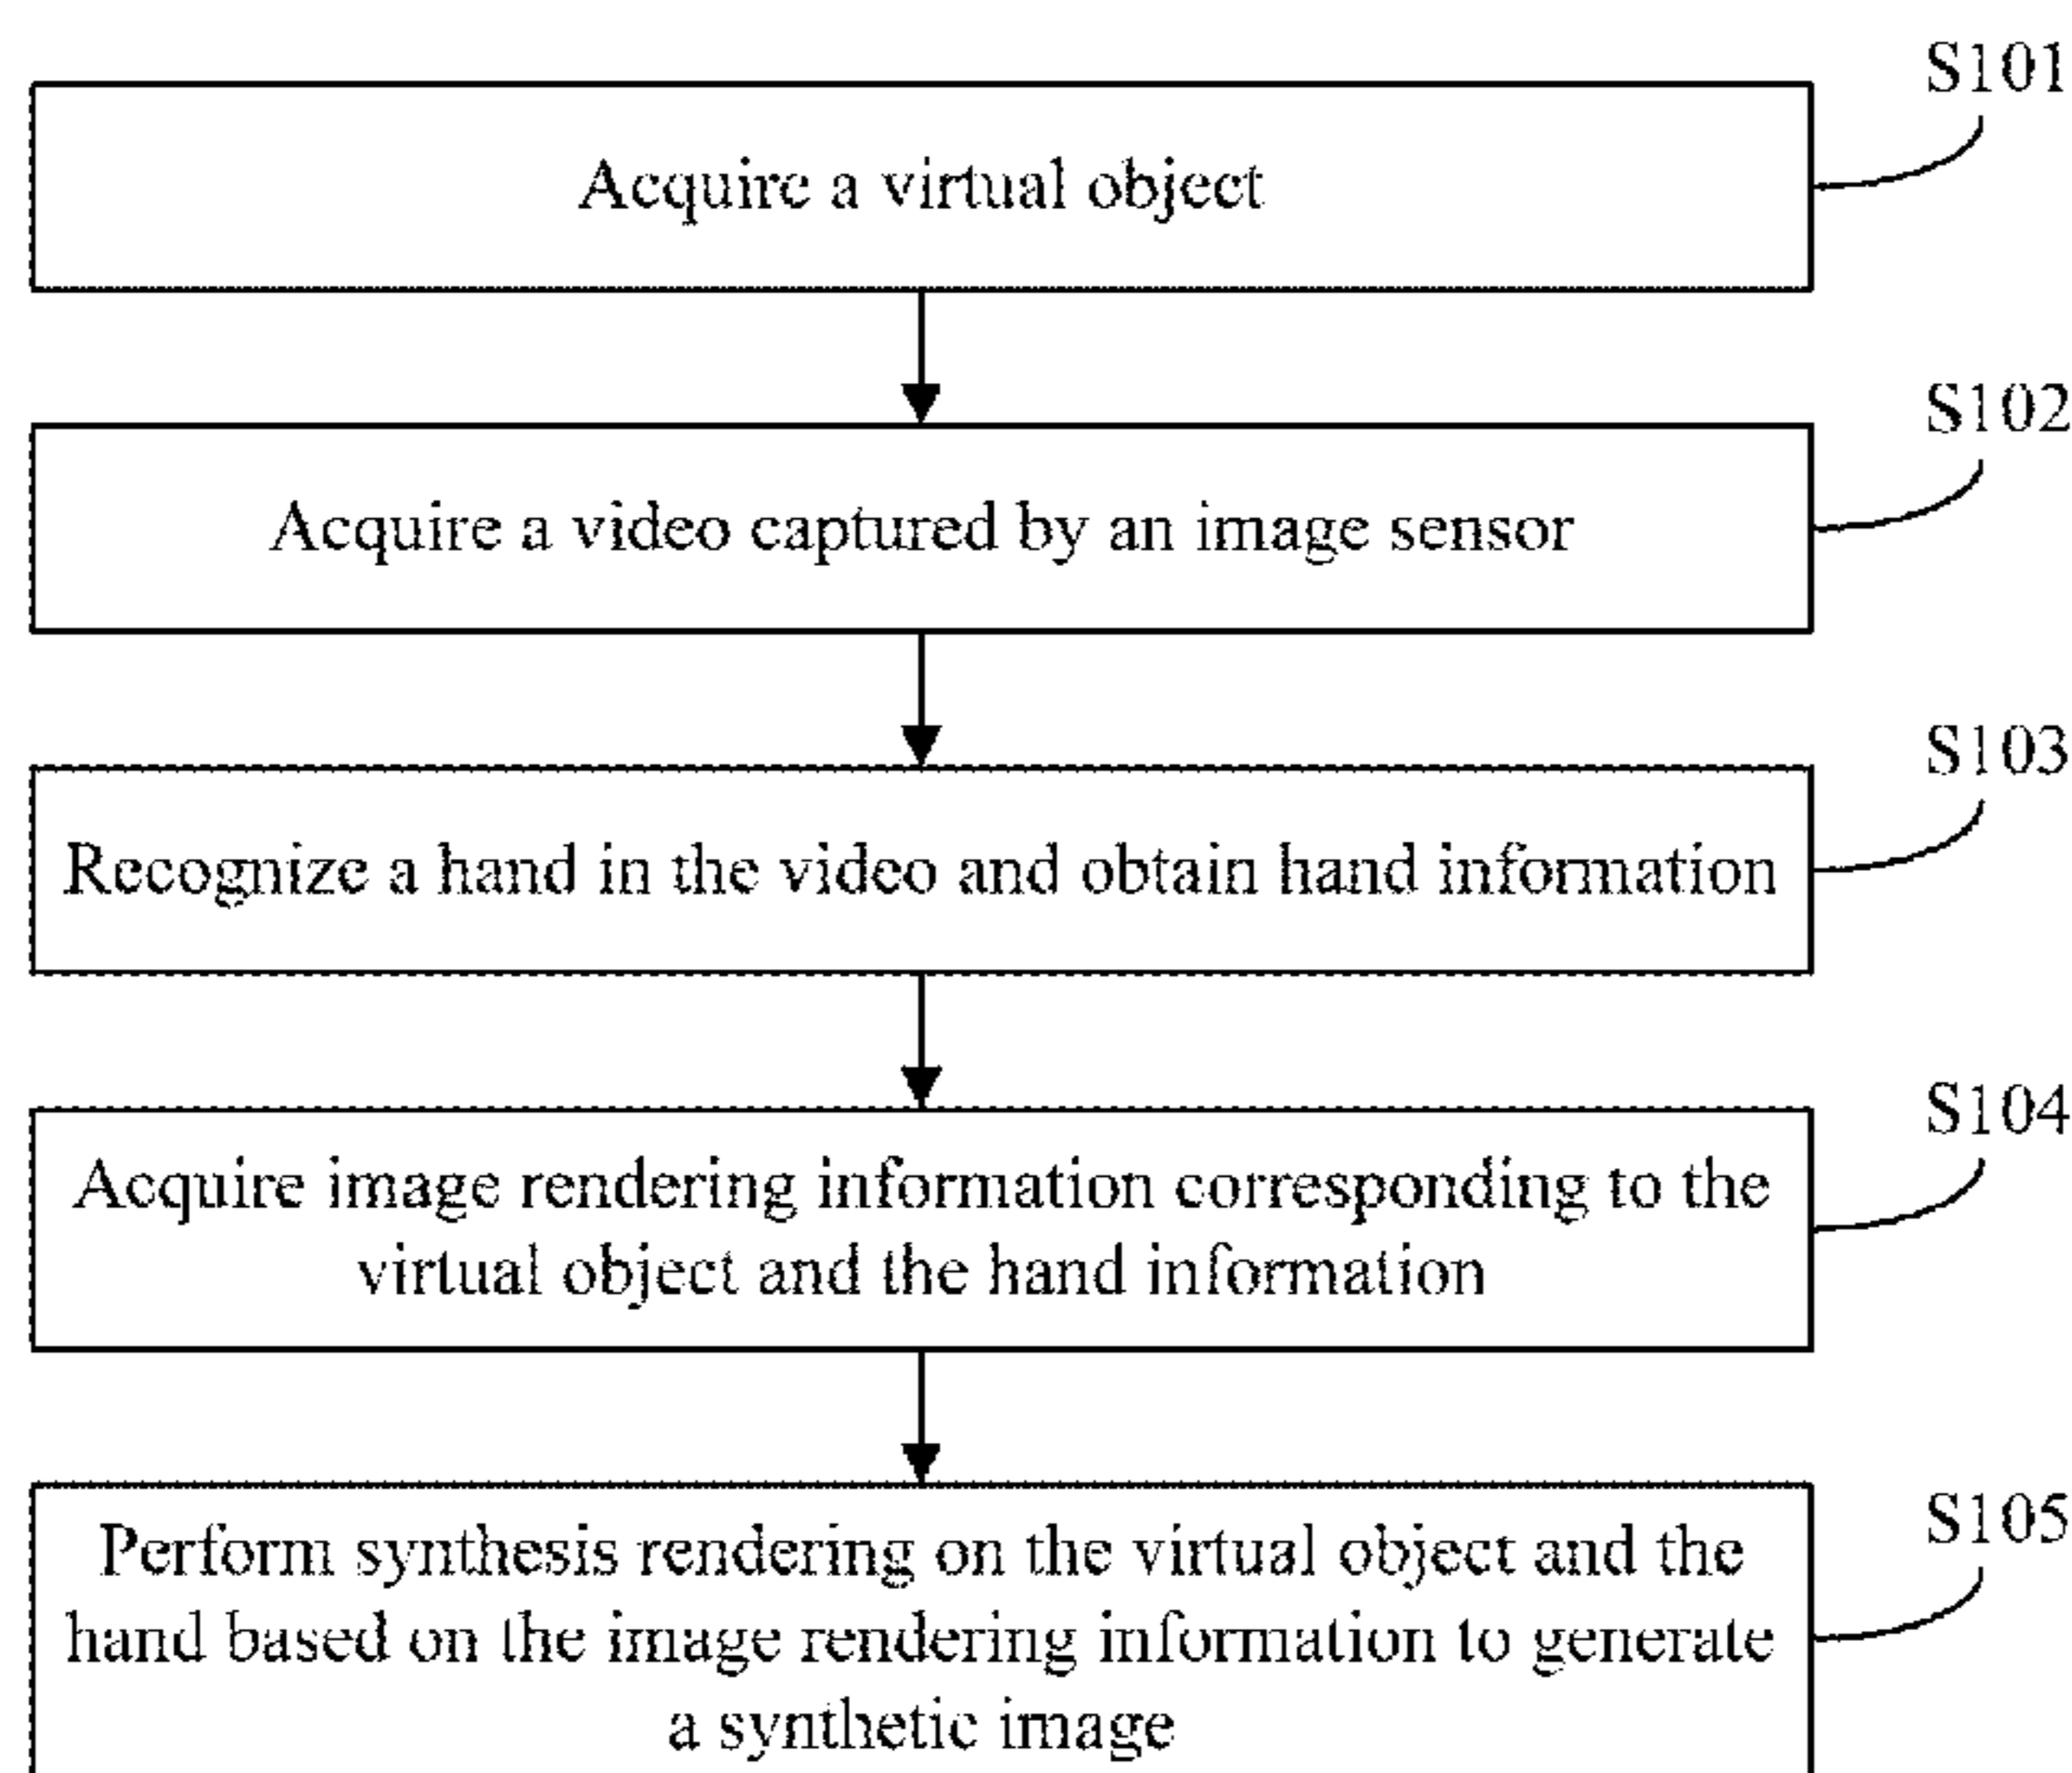 S101
Acquire a virtual object
S102
Acquire a video captured by an image sensor
S103
Recognize a hand in the video and obtain hand information
S104
Acquire image rendering information corresponding to the
virtual object and the hand information
S105
Perform synthesis rendering on the virtual object and the
hand based on the image rendering information to generate
a synthetic image